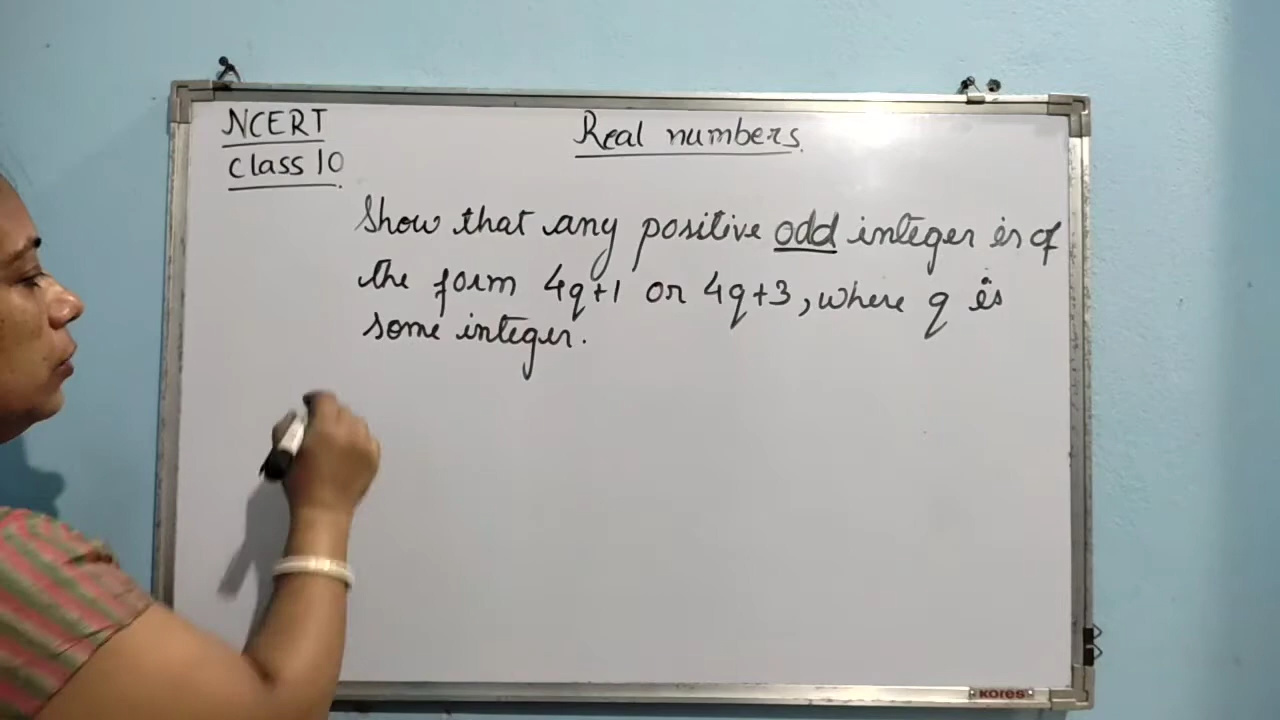 NCERT
Class 10
Real numbers.
Show that any positive odd integer is of
the form 4q+1 or 4q+3, where q is
some integer.
KORES